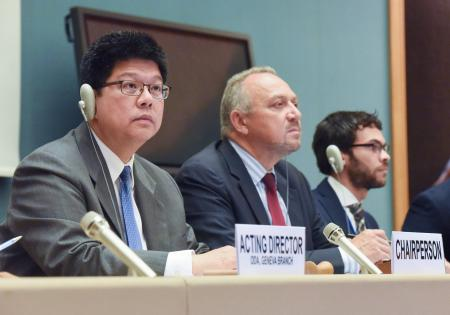 ACTING DIRECTOR
ODA, GENEVA BRANCH
CHAIRPERSON